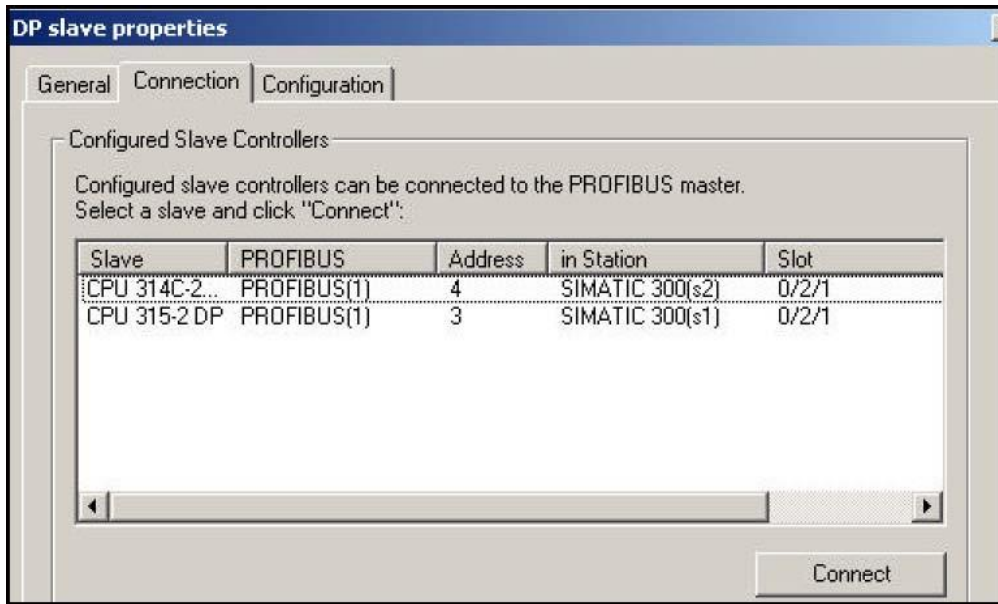 DP slave properties
General Connection Configuration
Configured Slave Controllers
Configured slave controllers can be connected to the PROFIBUS master.
Select a slave and click "Connect":
Slave PROFIBUS Address in Station Slot
CPU 314C-2... PROFIBUS(1) 4 SIMATIC 300(s2) 0/2/1
CPU 315-2 DP PROFIBUS(1) 3 SIMATIC 300(s1) 0/2/1
Connect